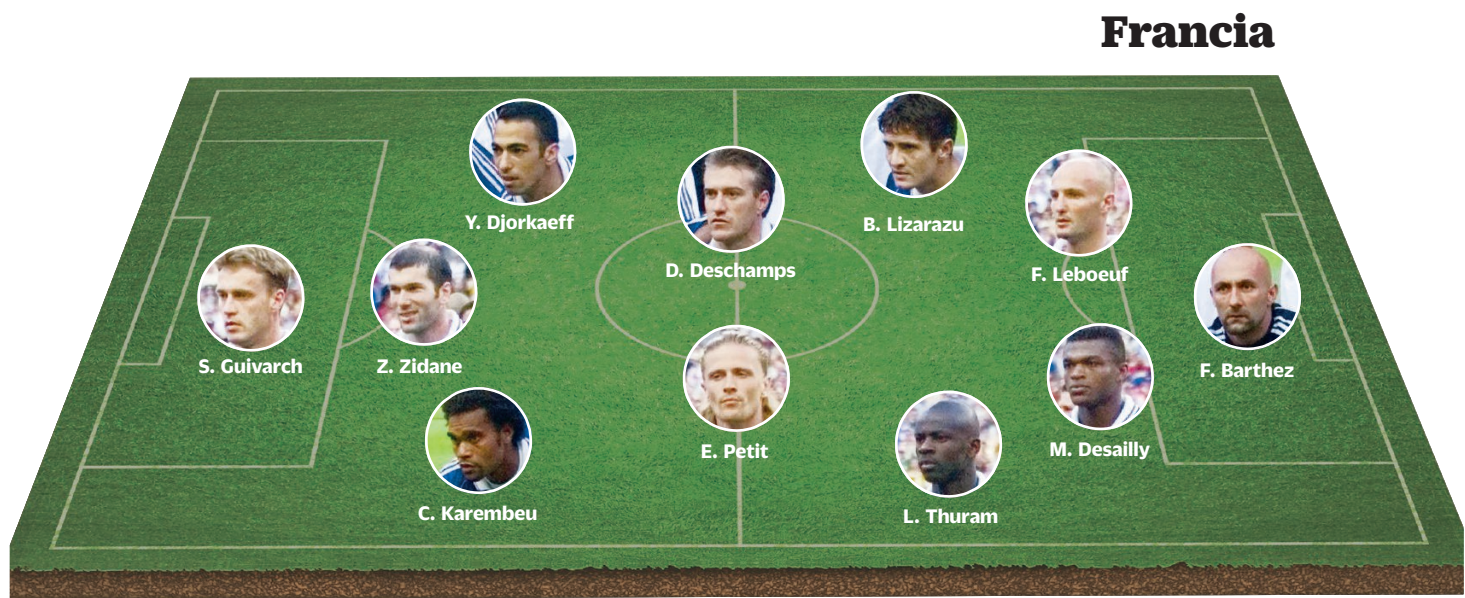 Francia
Y. Djorkaeff
B. Lizarazu
D. Deschamps
F. Leboeuf
S. Guivarch
Z. Zidane
F. Barthez
E. Petit
M. Desailly
C. Karembeu
L. Thuram